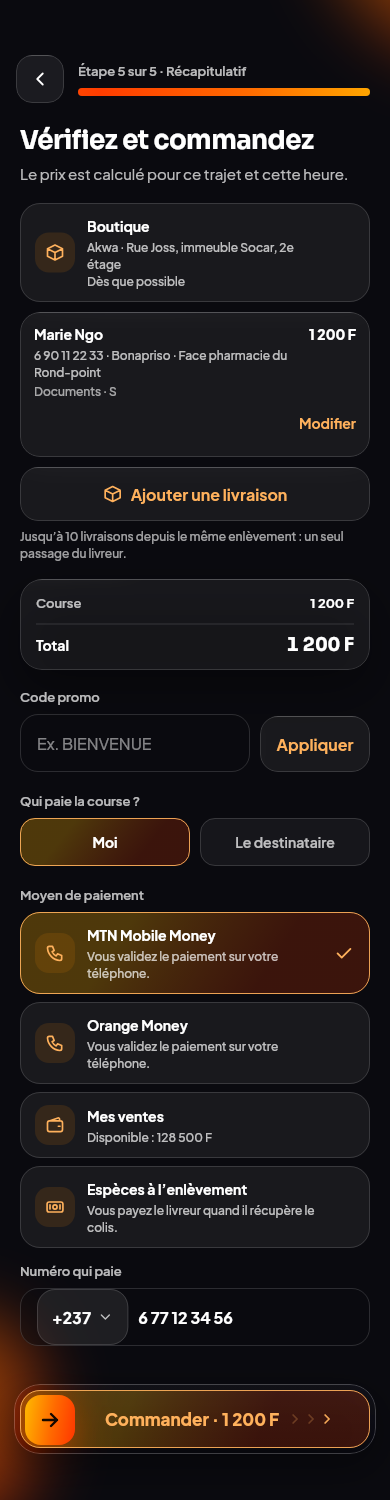 Étape 5 sur 5 · Récapitulatif
Vérifiez et commandez
Le prix est calculé pour ce trajet et cette heure.
Boutique
Akwa · Rue Joss, immeuble Socar, 2e
étage
Dès que possible
Marie Ngo
1 200 F
6 90 11 22 33 · Bonapriso · Face pharmacie du
Rond-point
Documents · S
Modifier
Ajouter une livraison
Jusqu'à 10 livraisons depuis le même enlèvement : un seul
passage du livreur.
Course
1 200 F
Total
1 200 F
Code promo
Ex. BIENVENUE
Appliquer
Qui paie la course ?
Moi
Le destinataire
Moyen de paiement
MTN Mobile Money
Vous validez le paiement sur votre
téléphone.
Orange Money
Vous validez le paiement sur votre
téléphone.
Mes ventes
Disponible : 128 500 F
Espèces à l'enlèvement
Vous payez le livreur quand il récupère le
colis.
Numéro qui paie
+237
6 77 12 34 56
Commander · 1 200 F